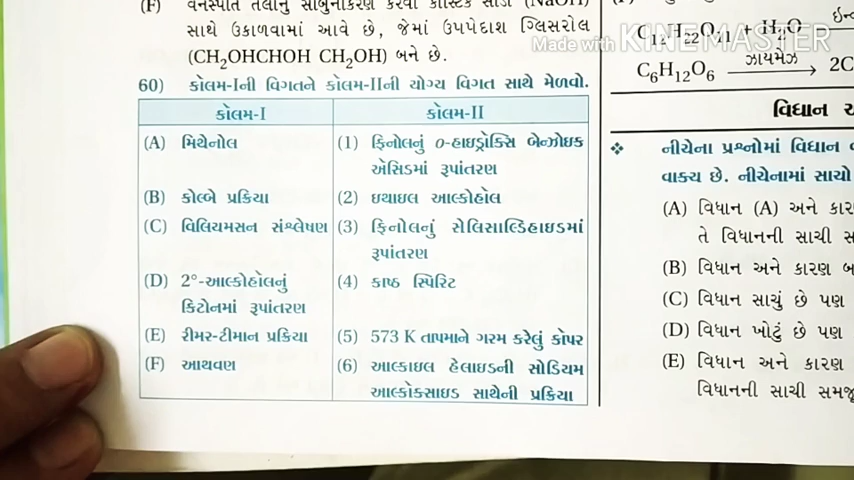 (F) વનસ્પતિ તેલોનું સાબુનીકરણ કરવા કોસ્ટિક સોડા (NaOH)
સાથે ઉકાળવામાં આવે છે, જેમાં ઉપપેદાશ ગ્લિસરોલ
(CH₂OHCHOH CH₂OH) બને છે.
60) કૉલમ-Iની વિગતને કૉલમ-IIની યોગ્ય વિગત સાથે મેળવો.
કૉલમ-I કૉલમ-II
(A) મિથેનોલ (1) ફિનોલનું o-હાઇડ્રોક્સિ બેન્ઝોઇક
એસિડમાં રૂપાંતરણ
(B) કોલ્બે પ્રક્રિયા (2) ઇથાઇલ આલ્કોહોલ
(C) વિલિયમસન સંશ્લેષણ (3) ફિનોલનું સેલિસાલ્ડિહાઇડમાં
રૂપાંતરણ
(D) 2°-આલ્કોહોલનું (4) કાષ્ઠ સ્પિરિટ
કિટોનમાં રૂપાંતરણ
(E) રીમર-ટીમાન પ્રક્રિયા (5) 573 K તાપમાને ગરમ કરેલું કૉપર
(F) આથવણ (6) આલ્કાઇલ હેલાઇડની સોડિયમ
આલ્કોક્સાઇડ સાથેની પ્રક્રિયા
C₁₂H₂₂O₁₁ + H₂O
Made with KINEMASTER
C₆H₁₂O₆ ઝાયમેઝ 2C
વિધાન અ
❖ નીચેના પ્રશ્નોમાં વિધાન
વાક્ય છે. નીચેનામાં સાચો
(A) વિધાન (A) અને કાર
તે વિધાનની સાચી સ
(B) વિધાન અને કારણ બ
(C) વિધાન સાચું છે પણ
(D) વિધાન ખોટું છે પણ
(E) વિધાન અને કારણ
વિધાનની સાચી સમજૂ